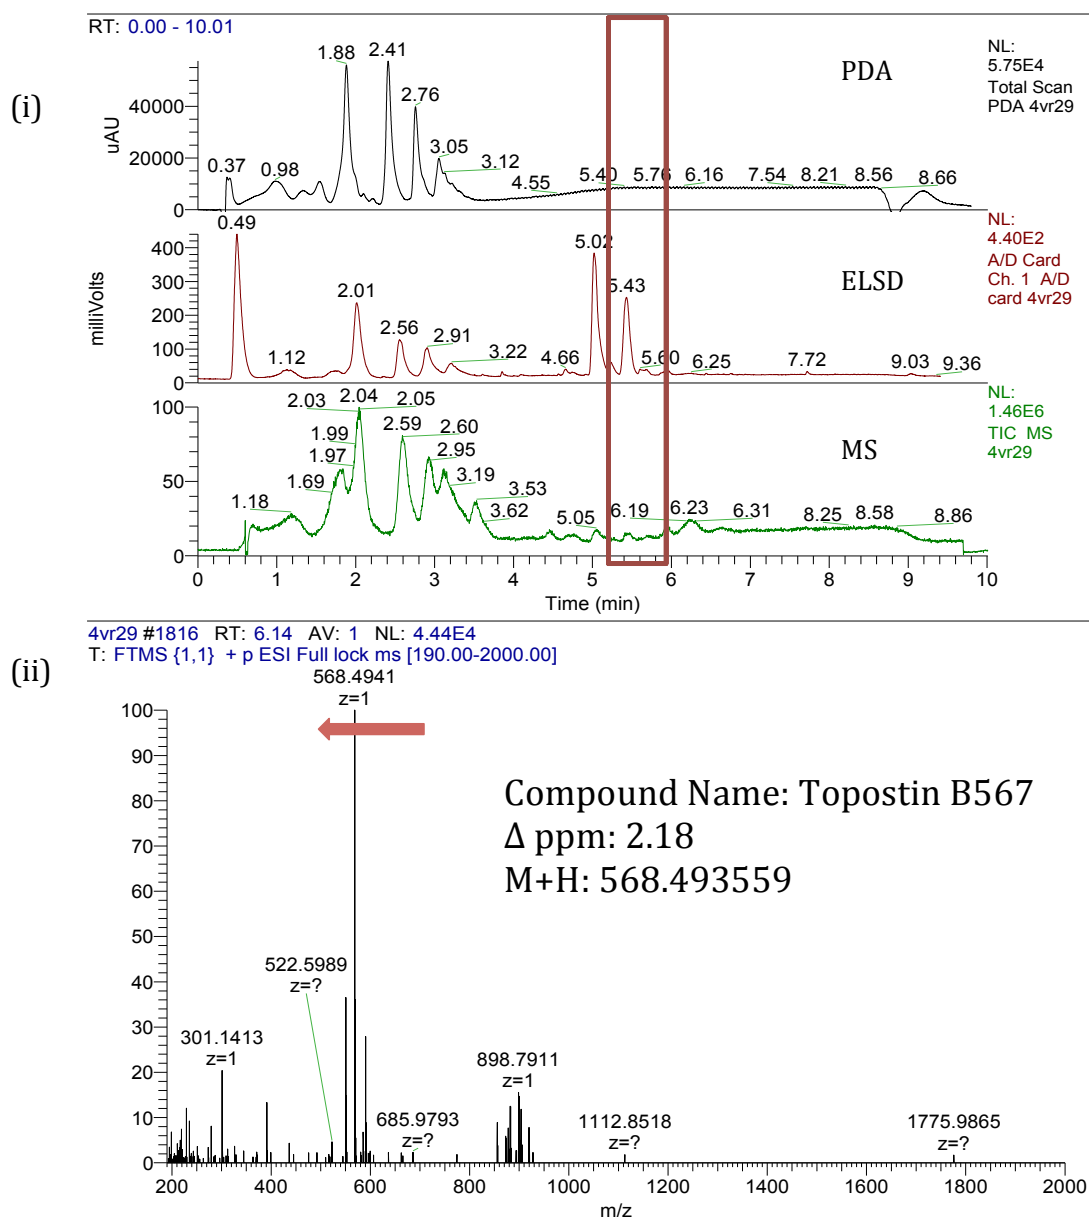 RT: 0.00 - 10.01
(i)
PDA
NL:
5.75E4
Total Scan
PDA 4vr29
uAU
40000
20000
0
0.37
0.98
1.88
2.41
2.76
3.05
3.12
4.55
5.40
5.76
6.16
7.54
8.21
8.56
8.66
ELSD
NL:
4.40E2
A/D Card
Ch. 1 A/D
card 4vr29
milliVolts
400
300
200
100
0
0.49
1.12
2.01
2.56
2.91
3.22
4.66
5.02
5.43
5.60
6.25
7.72
9.03
9.36
MS
NL:
1.46E6
TIC MS
4vr29
100
50
0
1.18
1.69
1.97
1.99
2.03
2.04
2.05
2.59
2.60
2.95
3.19
3.53
3.62
5.05
6.19
6.23
6.31
8.25
8.58
8.86
0 1 2 3 4 5 6 7 8 9 10
Time (min)
4vr29 #1816 RT: 6.14 AV: 1 NL: 4.44E4
T: FTMS {1,1} + p ESI Full lock ms [190.00-2000.00]
(ii)
568.4941
z=1
Compound Name: Topostin B567
Δ ppm: 2.18
M+H: 568.493559
100
90
80
70
60
50
40
30
20
10
0
522.5989
z=?
301.1413
z=1
898.7911
z=1
685.9793
z=?
1112.8518
z=?
1775.9865
z=?
200 400 600 800 1000 1200 1400 1600 1800 2000
m/z